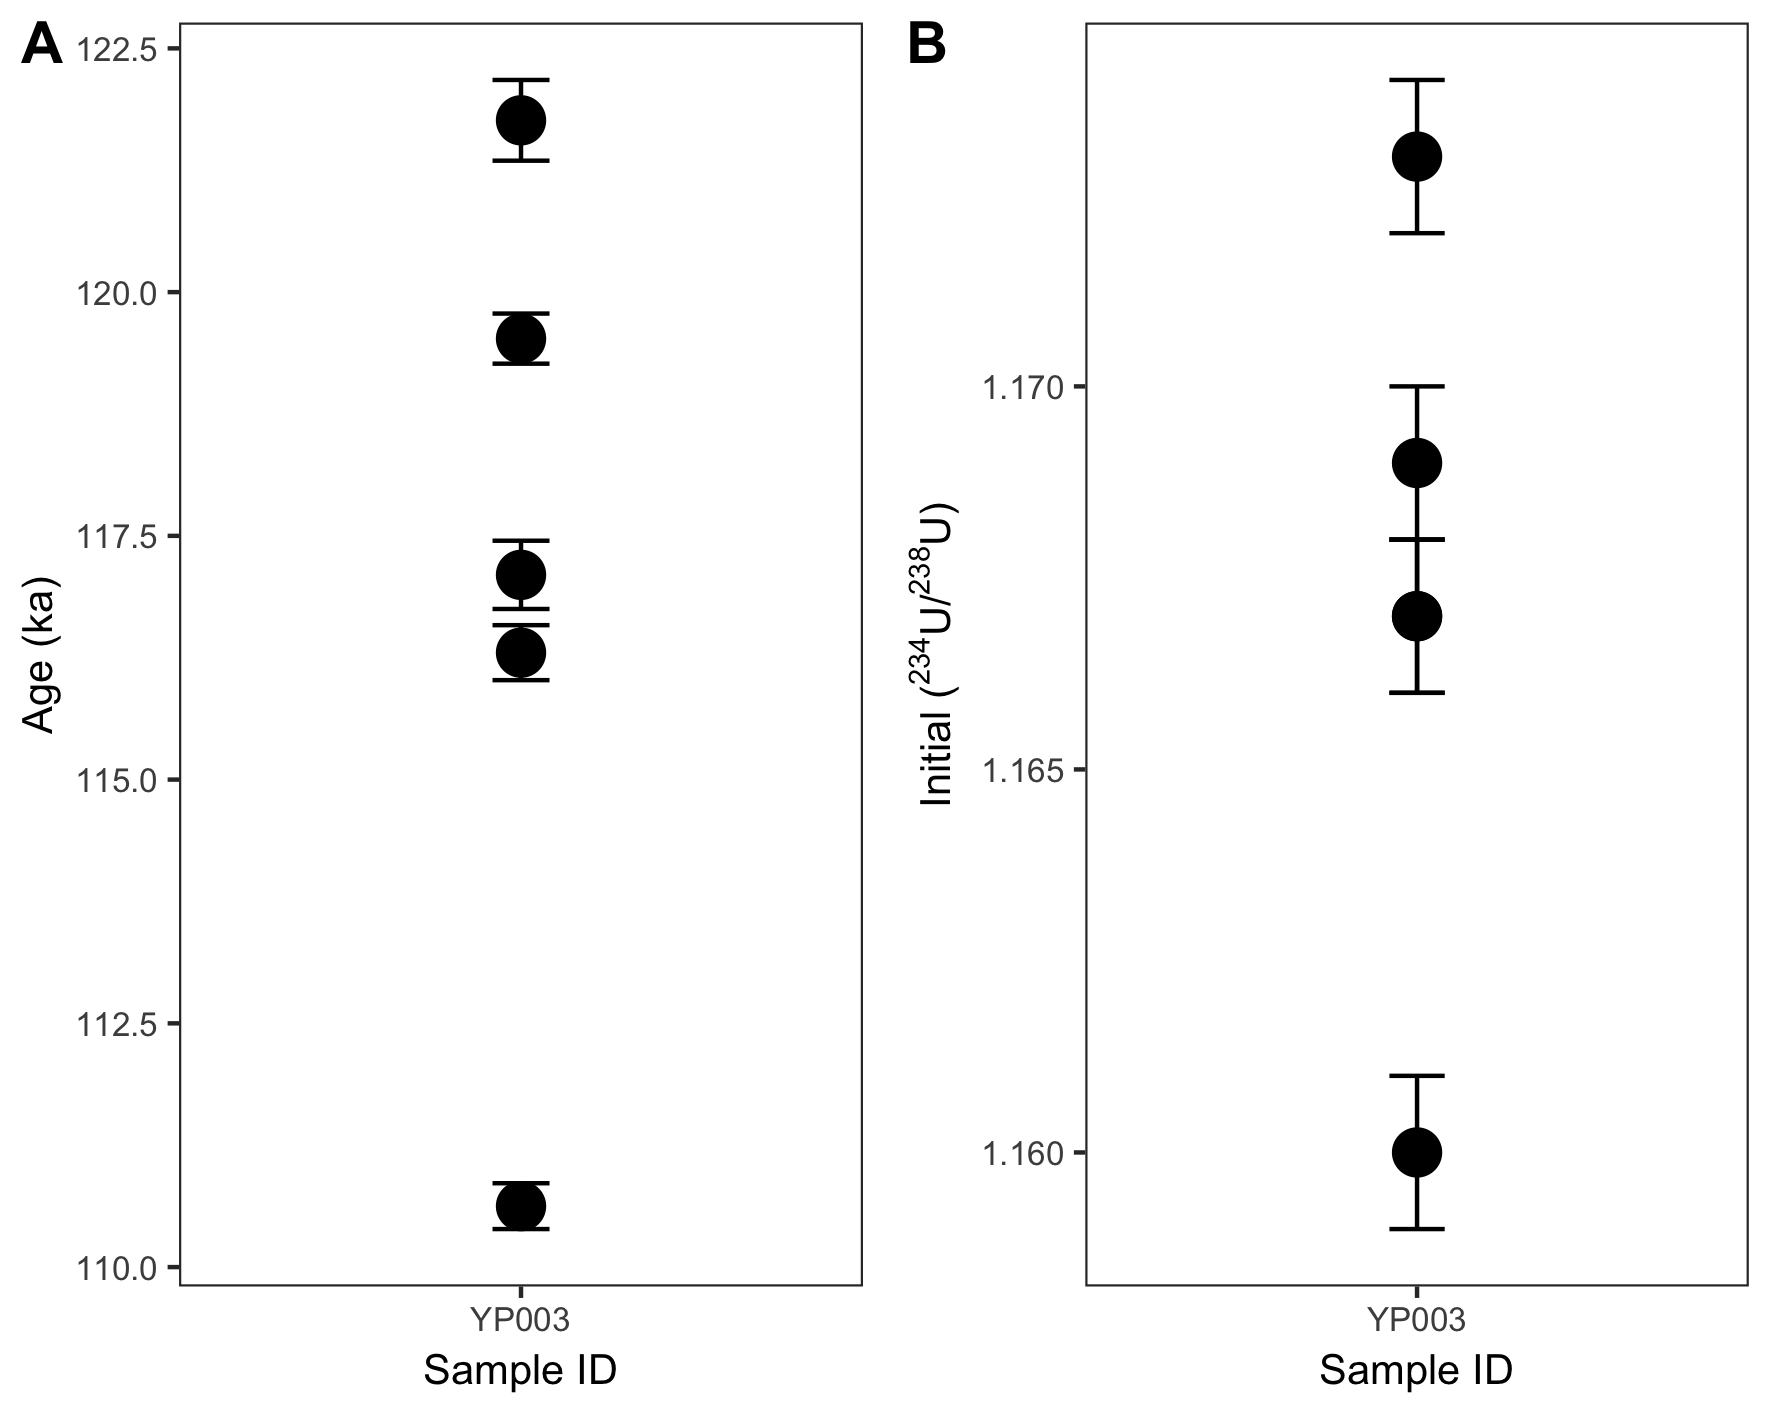 A
122.5
120.0
117.5
115.0
112.5
110.0
Age (ka)
YP003
Sample ID
B
1.170
1.165
1.160
Initial (²³⁴U/²³⁸U)
YP003
Sample ID